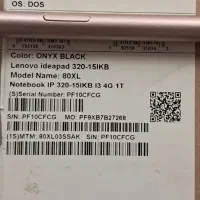 OS: DOS
Color: ONYX BLACK
Lenovo ideapad 320-15IKB
Model Name: 80XL
Notebook IP 320-15IKB I3 4G 1T
(S)Serial Number: PF10CFCG
S/N: PF10CFCG MO: PF9XB7B27268
S/N: PF10CFCG
(1S)MTM: 80XL03SSAK S/N: PF10CFCG